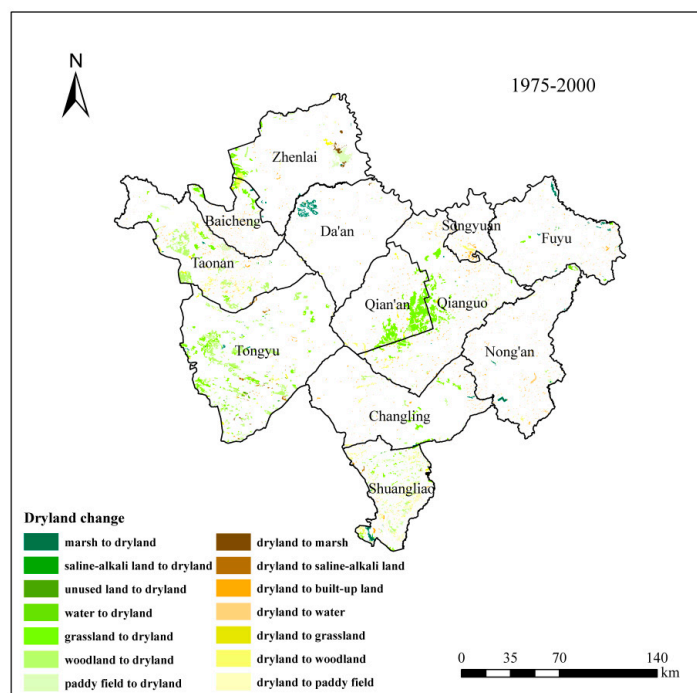 N
1975-2000
Zhenlai
Baicheng
Da'an
Songyuan
Fuyu
Taonan
Qian'an
Qianguo
Tongyu
Nong'an
Changling
Shuangliao
Dryland change
marsh to dryland
saline-alkali land to dryland
unused land to dryland
water to dryland
grassland to dryland
woodland to dryland
paddy field to dryland
dryland to marsh
dryland to saline-alkali land
dryland to built-up land
dryland to water
dryland to grassland
dryland to woodland
dryland to paddy field
0 35 70 140
km